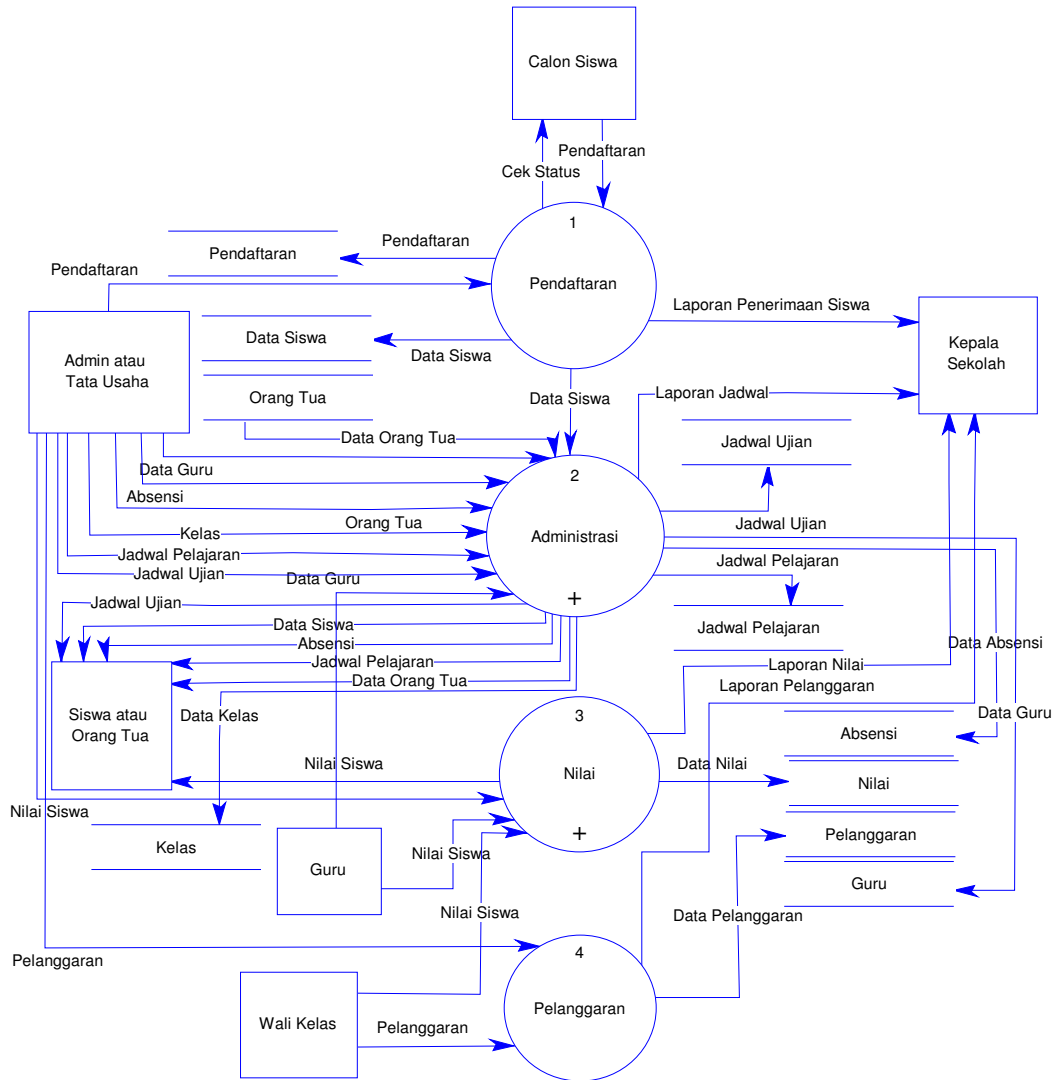 Calon Siswa
Pendaftaran
Cek Status
1
Pendaftaran
Pendaftaran
Pendaftaran
Pendaftaran
Laporan Penerimaan Siswa
Data Siswa
Data Siswa
Admin atau
Tata Usaha
Kepala
Sekolah
Orang Tua
Data Siswa
Laporan Jadwal
Data Orang Tua
Jadwal Ujian
Data Guru
2
Absensi
Orang Tua
Kelas
Administrasi
Jadwal Ujian
Jadwal Pelajaran
Jadwal Pelajaran
Jadwal Ujian
Data Guru
+
Jadwal Ujian
Data Siswa
Jadwal Pelajaran
Absensi
Data Absensi
Jadwal Pelajaran
Laporan Nilai
Data Orang Tua
Laporan Pelanggaran
Siswa atau
Orang Tua
Data Kelas
3
Data Guru
Absensi
Nilai Siswa
Nilai
Data Nilai
Nilai
Nilai Siswa
+
Pelanggaran
Kelas
Nilai Siswa
Guru
Guru
Nilai Siswa
Data Pelanggaran
Pelanggaran
4
Wali Kelas
Pelanggaran
Pelanggaran